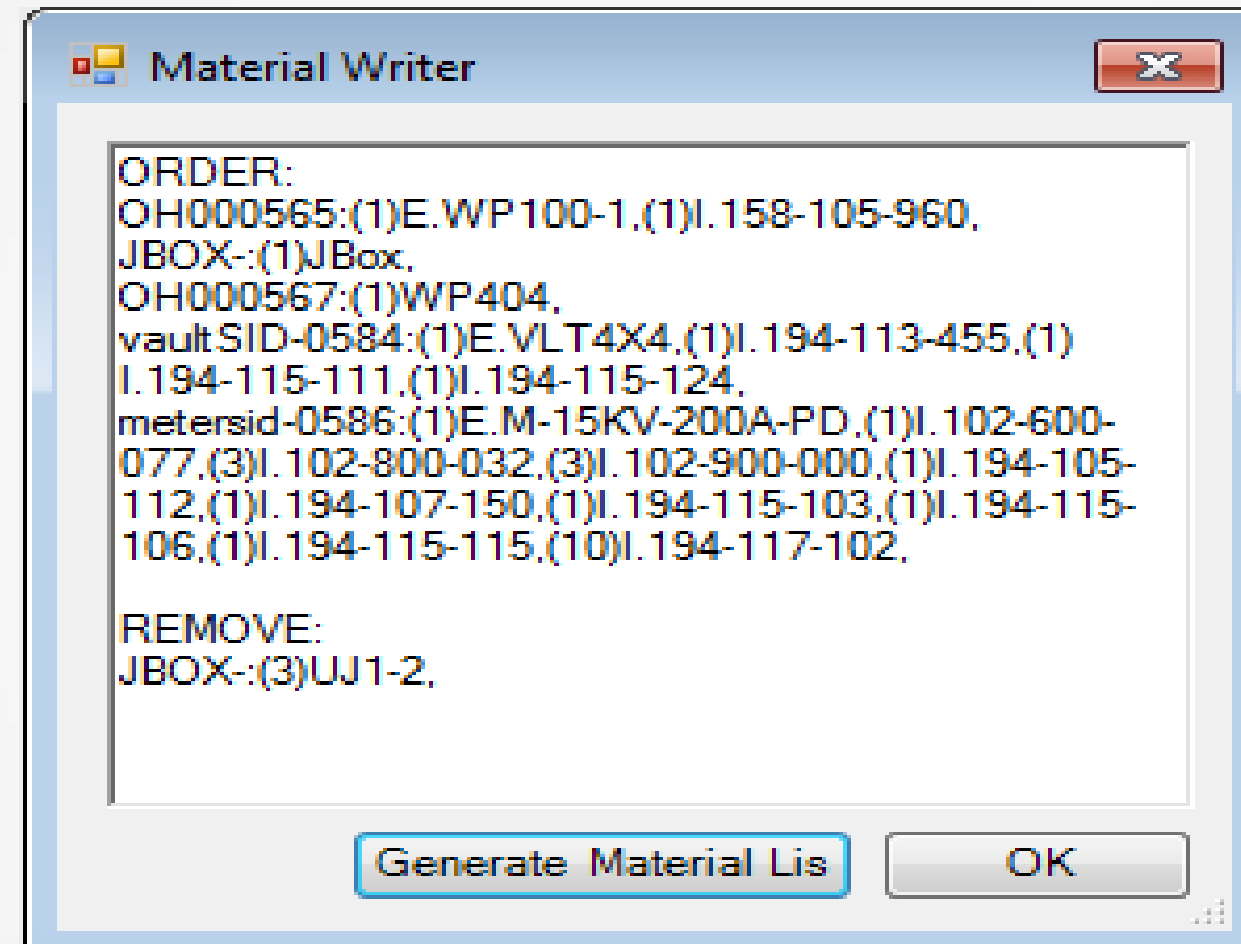 Material Writer
ORDER:
OH000565:(1)E.WP100-1,(1)I.158-105-960,
JBOX-:(1)JBox,
OH000567:(1)WP404,
vaultSID-0584:(1)E.VLT4X4,(1)I.194-113-455,(1)
I.194-115-111,(1)I.194-115-124,
metersid-0586:(1)E.M-15KV-200A-PD,(1)I.102-600-
077,(3)I.102-800-032,(3)I.102-900-000,(1)I.194-105-
112,(1)I.194-107-150,(1)I.194-115-103,(1)I.194-115-
106,(1)I.194-115-115,(10)I.194-117-102,
REMOVE:
JBOX-:(3)UJ1-2,
Generate Material Lis
OK